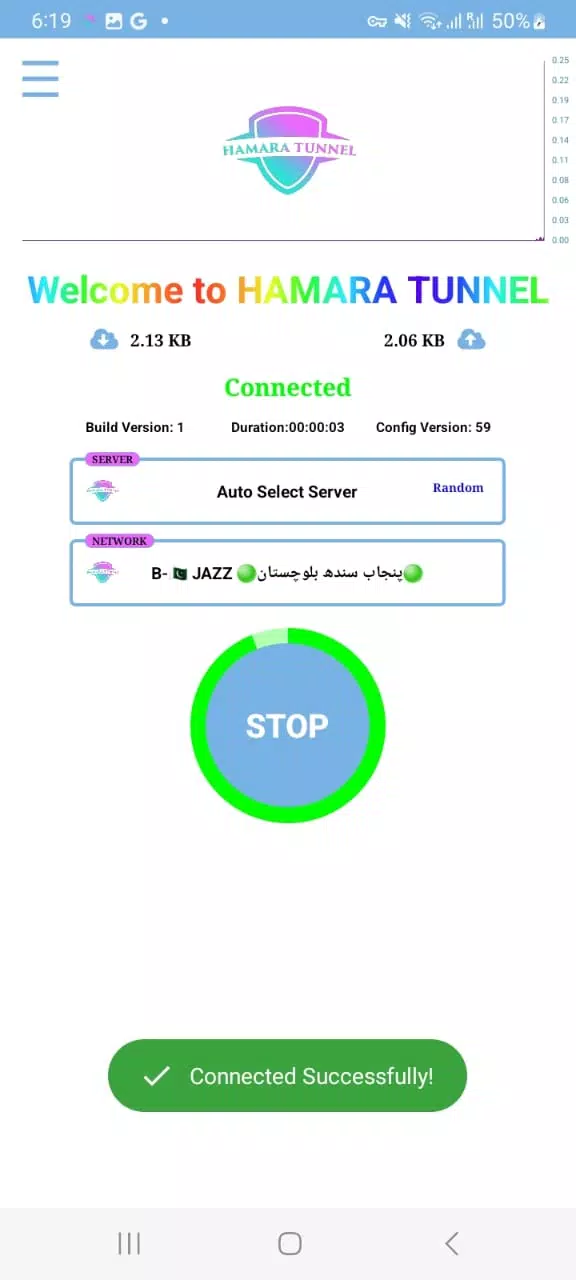 6:19
50%
0.25
0.22
0.19
0.17
0.14
0.11
0.08
0.06
0.03
0.00
HAMARA TUNNEL
Welcome to HAMARA TUNNEL
2.13 KB 2.06 KB
Connected
Build Version: 1 Duration:00:00:03 Config Version: 59
SERVER
Auto Select Server Random
NETWORK
B- 🇵🇰 JAZZ 🟢پنجاب سندھ بلوچستان🟢
STOP
Connected Successfully!